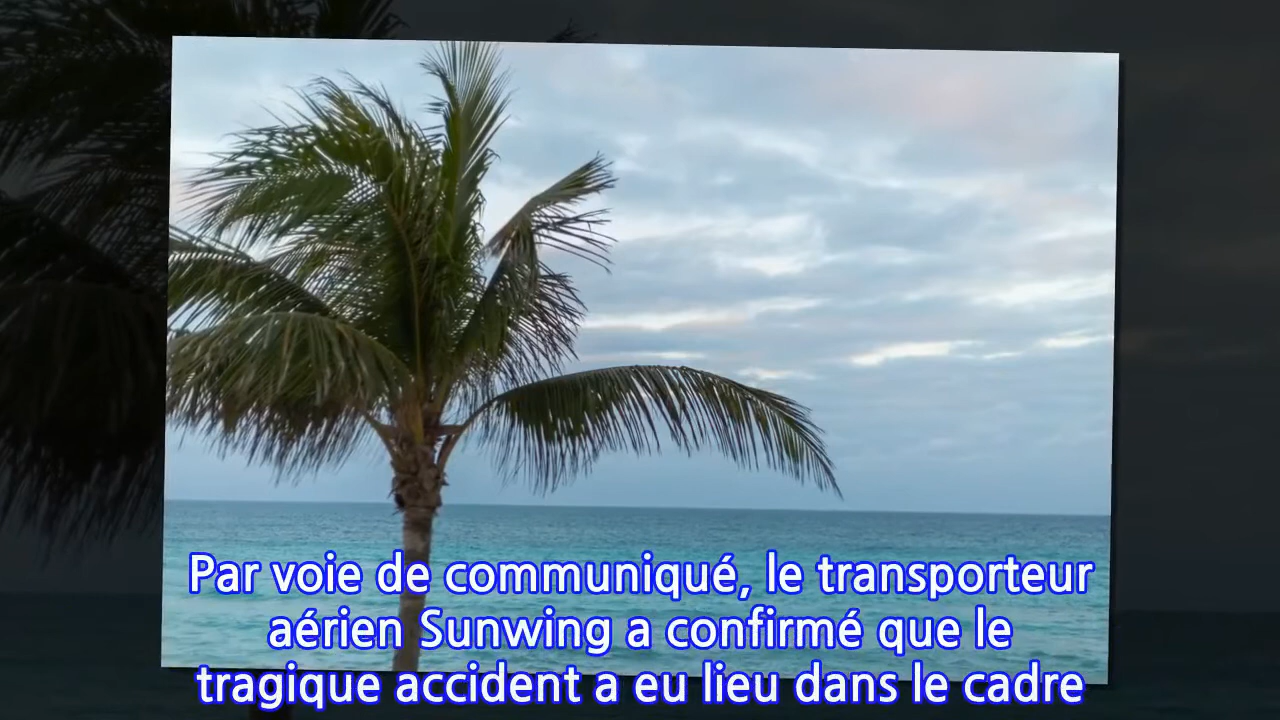 Par voie de communiqué, le transporteur
aérien Sunwing a confirmé que le
tragique accident a eu lieu dans le cadre